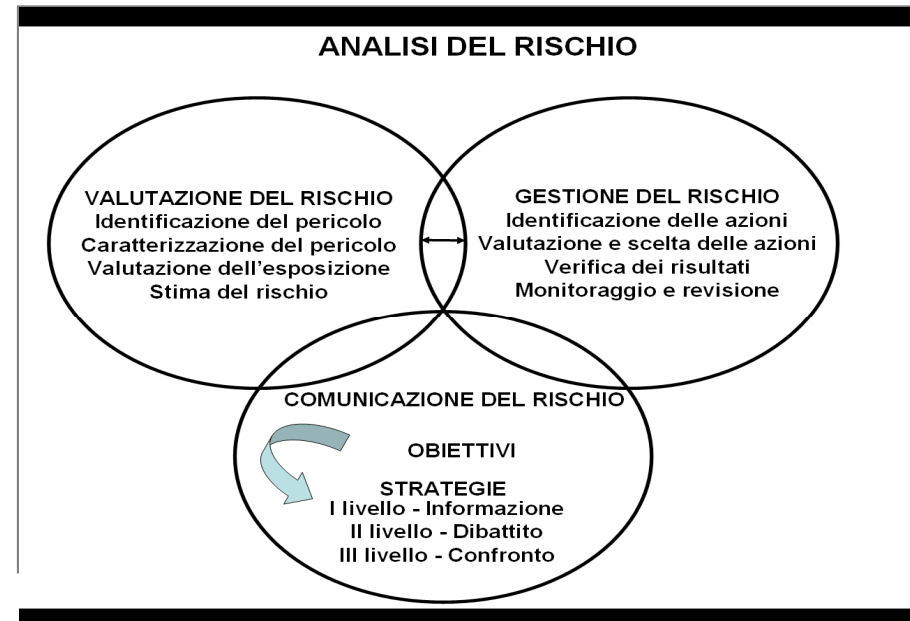 ANALISI DEL RISCHIO
VALUTAZIONE DEL RISCHIO
Identificazione del pericolo
Caratterizzazione del pericolo
Valutazione dell'esposizione
Stima del rischio
GESTIONE DEL RISCHIO
Identificazione delle azioni
Valutazione e scelta delle azioni
Verifica dei risultati
Monitoraggio e revisione
COMUNICAZIONE DEL RISCHIO
OBIETTIVI
STRATEGIE
I livello - Informazione
II livello - Dibattito
III livello - Confronto